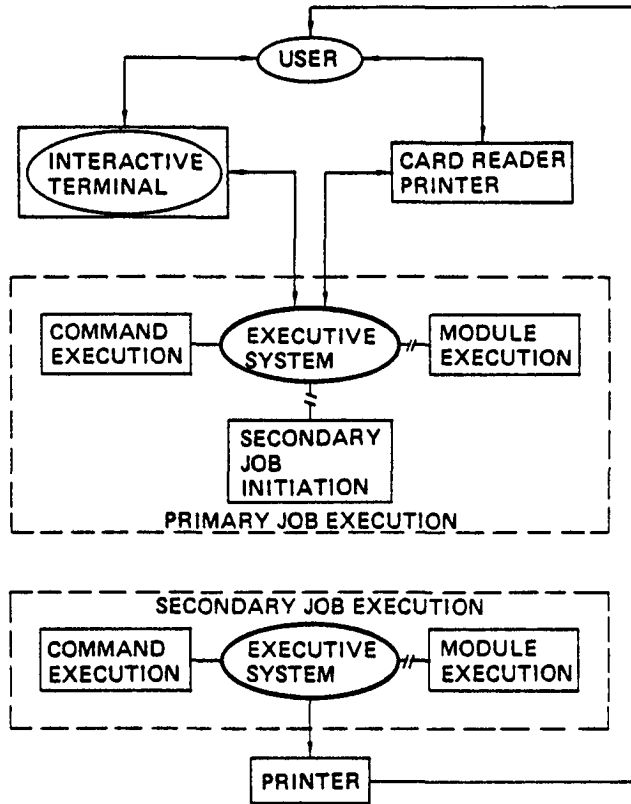 USER
INTERACTIVE
TERMINAL
CARD READER
PRINTER
COMMAND
EXECUTION
EXECUTIVE
SYSTEM
MODULE
EXECUTION
SECONDARY
JOB
INITIATION
PRIMARY JOB EXECUTION
SECONDARY JOB EXECUTION
COMMAND
EXECUTION
EXECUTIVE
SYSTEM
MODULE
EXECUTION
PRINTER